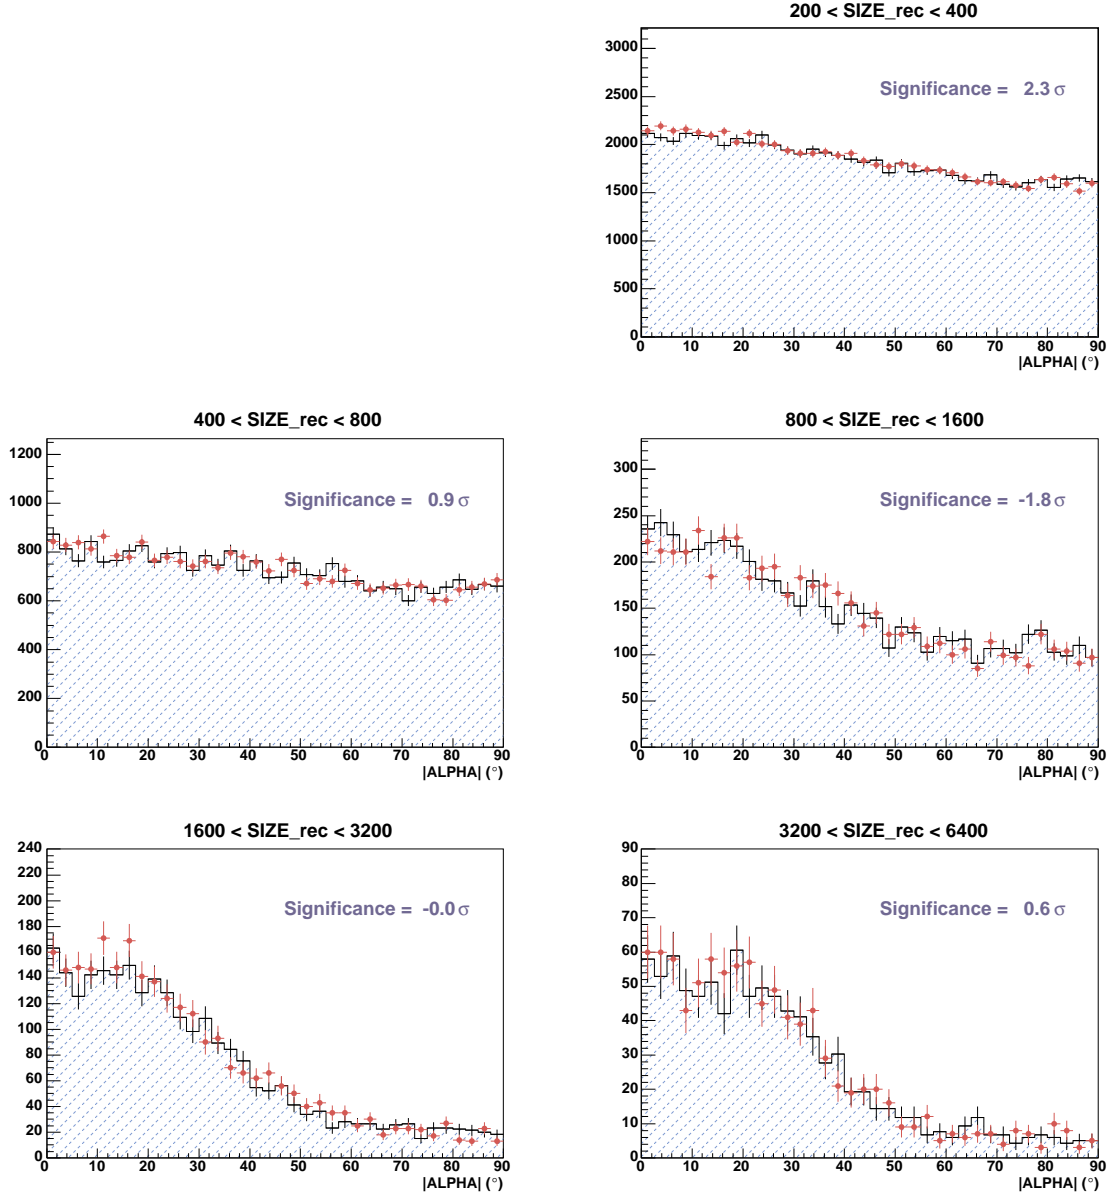 200 < SIZE_rec < 400
3000
2500
2000
1500
1000
500
0
Significance = 2.3 σ
0 10 20 30 40 50 60 70 80 90
|ALPHA| (°)
400 < SIZE_rec < 800
1200
1000
800
600
400
200
0
Significance = 0.9 σ
0 10 20 30 40 50 60 70 80 90
|ALPHA| (°)
800 < SIZE_rec < 1600
300
250
200
150
100
50
0
Significance = -1.8 σ
0 10 20 30 40 50 60 70 80 90
|ALPHA| (°)
1600 < SIZE_rec < 3200
240
220
200
180
160
140
120
100
80
60
40
20
0
Significance = -0.0 σ
0 10 20 30 40 50 60 70 80 90
|ALPHA| (°)
3200 < SIZE_rec < 6400
90
80
70
60
50
40
30
20
10
0
Significance = 0.6 σ
0 10 20 30 40 50 60 70 80 90
|ALPHA| (°)